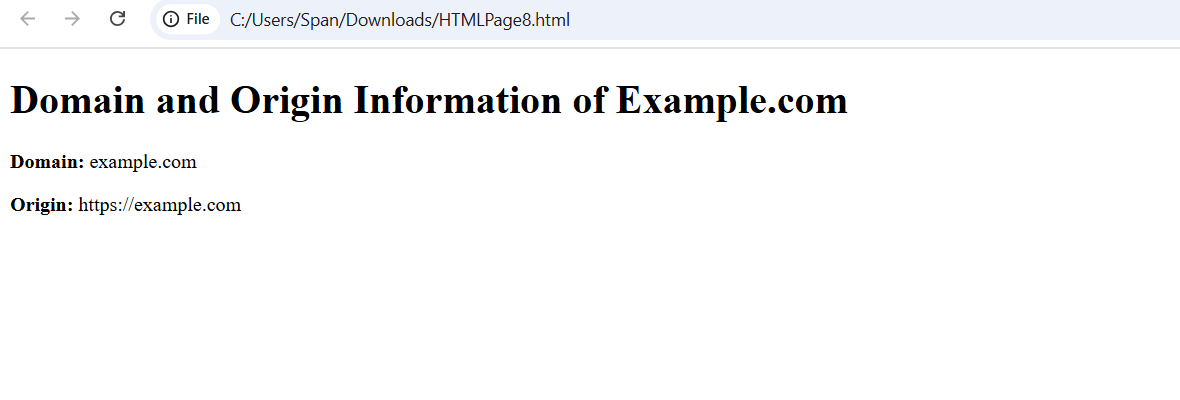 File C:/Users/Span/Downloads/HTMLPage8.html
Domain and Origin Information of Example.com
Domain: example.com
Origin: https://example.com